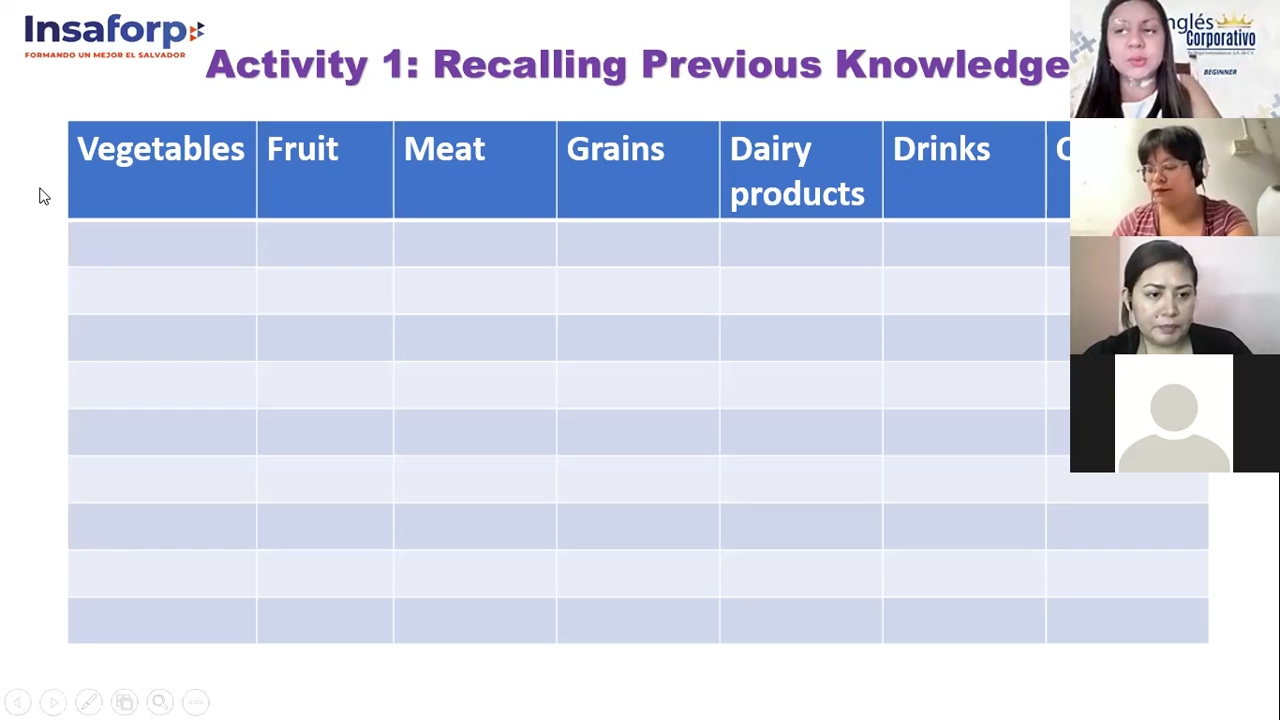 Insaforp
FORMANDO UN MEJOR EL SALVADOR
Activity 1: Recalling Previous Knowledge
Inglés
Corporativo
BEGINNER
Vegetables Fruit Meat Grains Dairy products Drinks